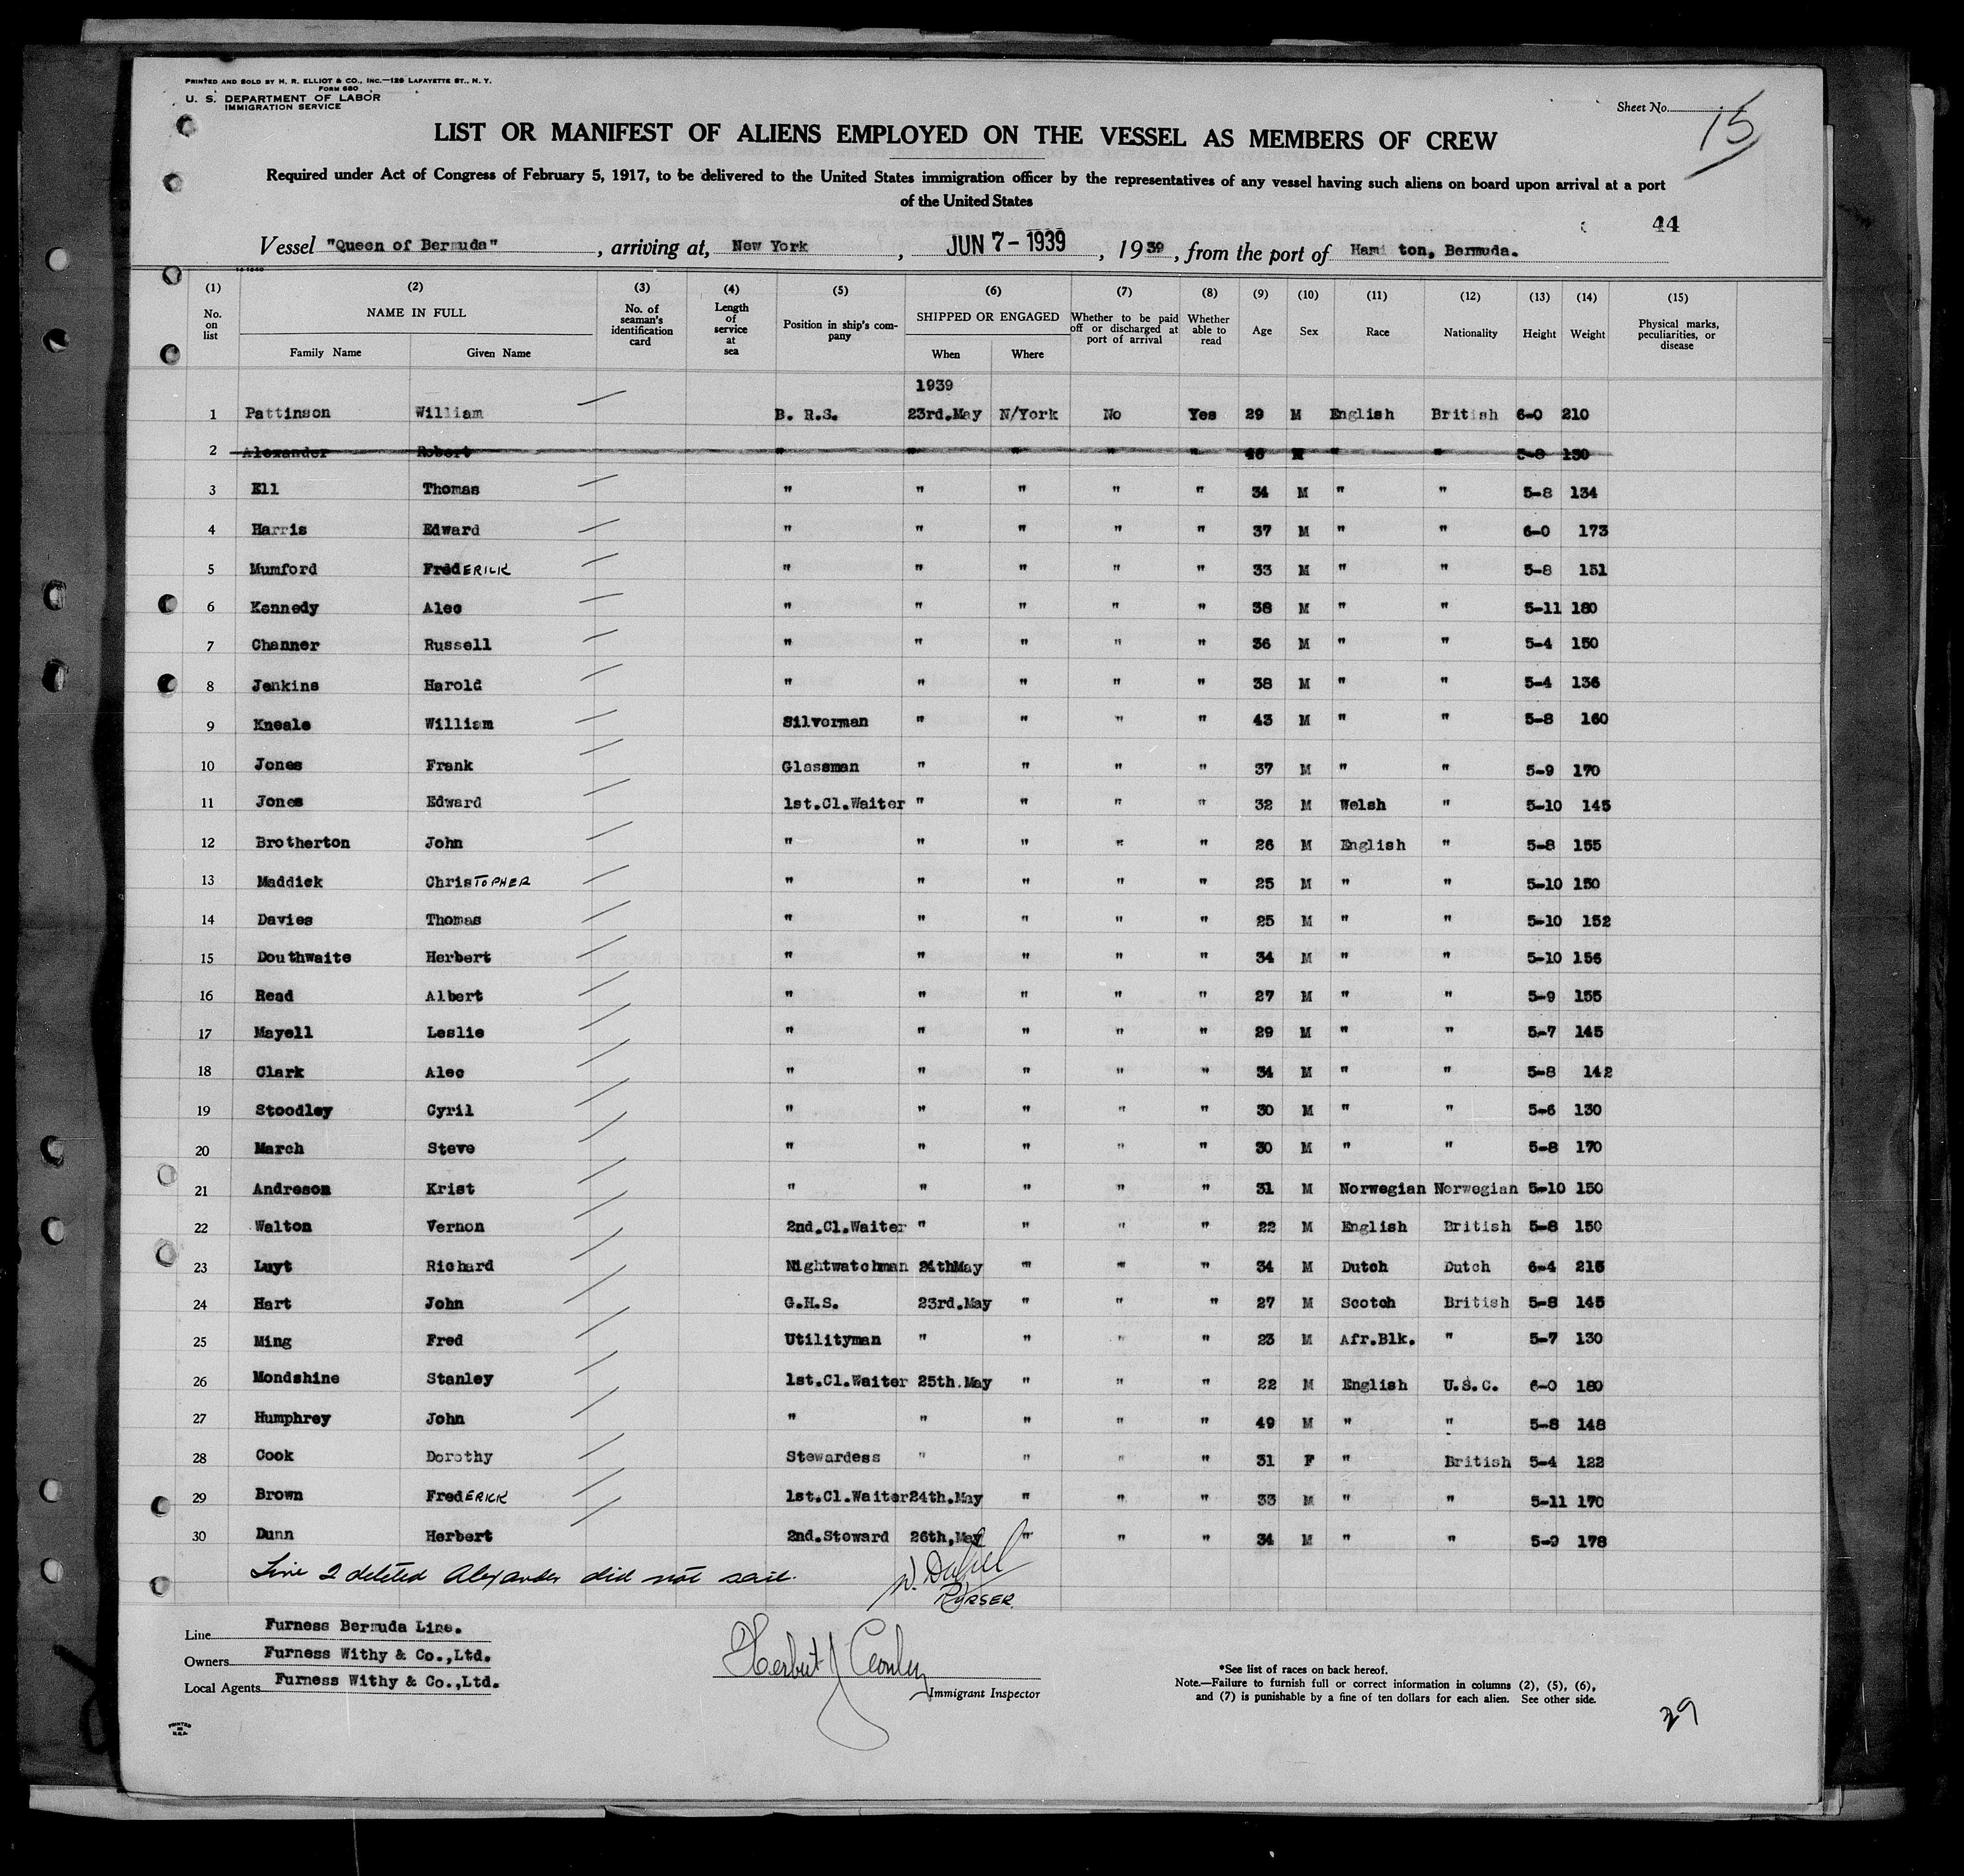 PRINTED AND SOLD BY H. R. ELLIOT & CO., INC.—129 LAFAYETTE ST., N. Y.
FORM 680
U. S. DEPARTMENT OF LABOR
IMMIGRATION SERVICE
Sheet No.
15
LIST OR MANIFEST OF ALIENS EMPLOYED ON THE VESSEL AS MEMBERS OF CREW
Required under Act of Congress of February 5, 1917, to be delivered to the United States immigration officer by the representatives of any vessel having such aliens on board upon arrival at a port
of the United States
44
Vessel "Queen of Bermuda", arriving at, New York, JUN 7 - 1939, 1939, from the port of Hami ton, Bermuda.
(1) No. on list (2) NAME IN FULL Family Name Given Name (3) No. of seaman's identification card (4) Length of service at sea (5) Position in ship's company (6) SHIPPED OR ENGAGED When Where (7) Whether to be paid off or discharged at port of arrival (8) Whether able to read (9) Age (10) Sex (11) Race (12) Nationality (13) Height (14) Weight (15) Physical marks, peculiarities, or disease
1939
1 Pattinson William B. R.S. 23rd.May N/York No Yes 29 M English British 6-0 210
2 Alexander Robert " " " " " 46 M " " 5-8 130
3 Ell Thomas " " " " " 34 M " " 5-8 134
4 Harris Edward " " " " " 37 M " " 6-0 173
5 Mumford FredERICK " " " " " 33 M " " 5-8 151
6 Kennedy Alec " " " " " 38 M " " 5-11 180
7 Channer Russell " " " " " 36 M " " 5-4 150
8 Jenkins Harold " " " " " 38 M " " 5-4 136
9 Kneale William Silverman " " " " 43 M " " 5-8 160
10 Jones Frank Glassman " " " " 37 M " " 5-9 170
11 Jones Edward 1st.Cl.Waiter " " " " 32 M Welsh " 5-10 145
12 Brotherton John " " " " " 26 M English " 5-8 155
13 Maddick ChrisTOPHER " " " " " 25 M " " 5-10 150
14 Davies Thomas " " " " " 25 M " " 5-10 152
15 Douthwaite Herbert " " " " " 34 M " " 5-10 156
16 Read Albert " " " " " 27 M " " 5-9 155
17 Mayell Leslie " " " " " 29 M " " 5-7 145
18 Clark Alec " " " " " 34 M " " 5-8 142
19 Stoodley Cyril " " " " " 30 M " " 5-6 130
20 March Steve " " " " " 30 M " " 5-8 170
21 Andreson Krist " " " " " 31 M Norwegian Norwegian 5-10 150
22 Walton Vernon 2nd.Cl.Waiter " " " " 22 M English British 5-8 150
23 Luyt Richard Nightwatchman 24thMay " " " 34 M Dutch Dutch 6-4 215
24 Hart John G.H.S. 23rd.May " " " 27 M Scotch British 5-8 145
25 Ming Fred Utilityman " " " " 23 M Afr.Blk. " 5-7 130
26 Mondshine Stanley 1st.Cl.Waiter 25th.May " " " 22 M English U.S.C. 6-0 180
27 Humphrey John " " " " " 49 M " " 5-8 148
28 Cook Dorothy Stewardess " " " " 31 F " British 5-4 122
29 Brown FredERICK 1st.Cl.Waiter 24th.May " " " 33 M " " 5-11 170
30 Dunn Herbert 2nd.Steward 26th,May " " " 34 M " " 5-9 178
Line 2 deleted Alexander did not sail.
PURSER.
Line Furness Bermuda Line.
Owners Furness Withy & Co.,Ltd.
Local Agents Furness Withy & Co.,Ltd.
Herbert J
Immigrant Inspector
*See list of races on back hereof.
Note.—Failure to furnish full or correct information in columns (2), (5), (6),
and (7) is punishable by a fine of ten dollars for each alien. See other side.
29
PRINTED IN U.S.A.